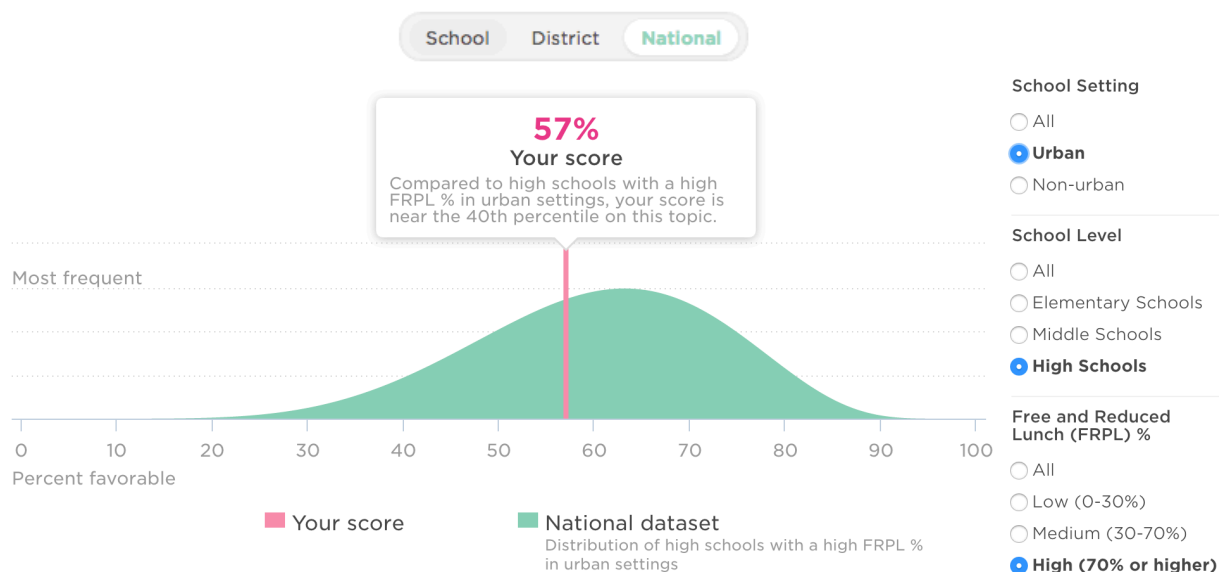 School District National
57%
Your score
Compared to high schools with a high
FRPL % in urban settings, your score is
near the 40th percentile on this topic.
Most frequent
0 10 20 30 40 50 60 70 80 90 100
Percent favorable
Your score
National dataset
Distribution of high schools with a high FRPL %
in urban settings
School Setting
All
Urban
Non-urban
School Level
All
Elementary Schools
Middle Schools
High Schools
Free and Reduced
Lunch (FRPL) %
All
Low (0-30%)
Medium (30-70%)
High (70% or higher)